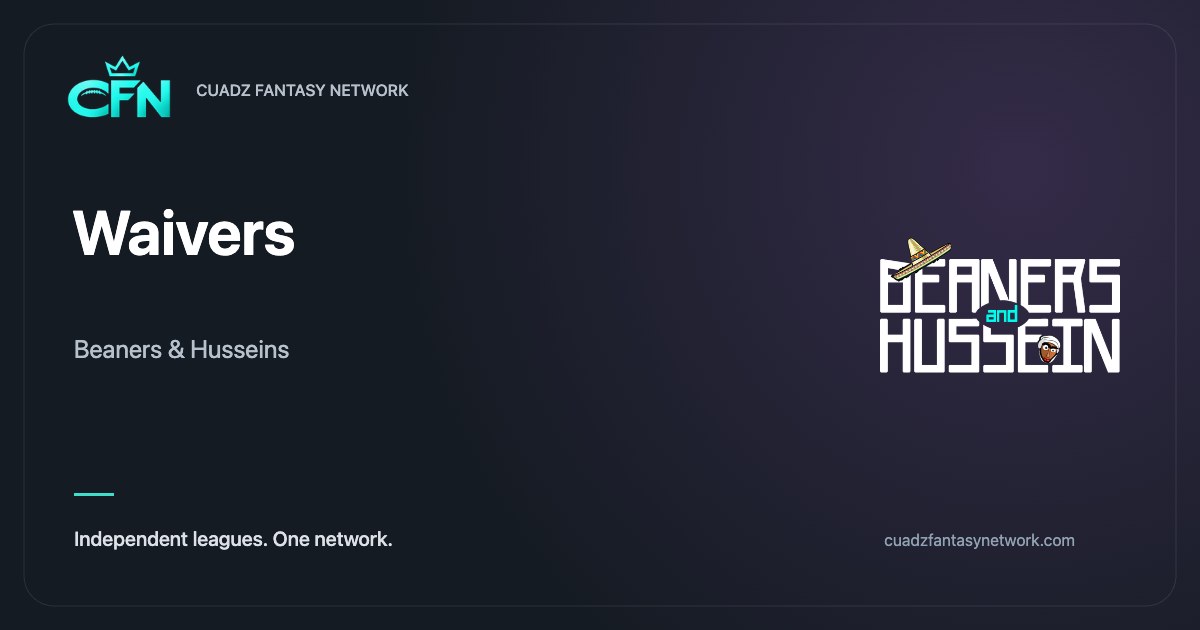 CFN
CUADZ FANTASY NETWORK
Waivers
Beaners & Husseins
BEANERS
and
HUSSEIN
Independent leagues. One network.
cuadzfantasynetwork.com